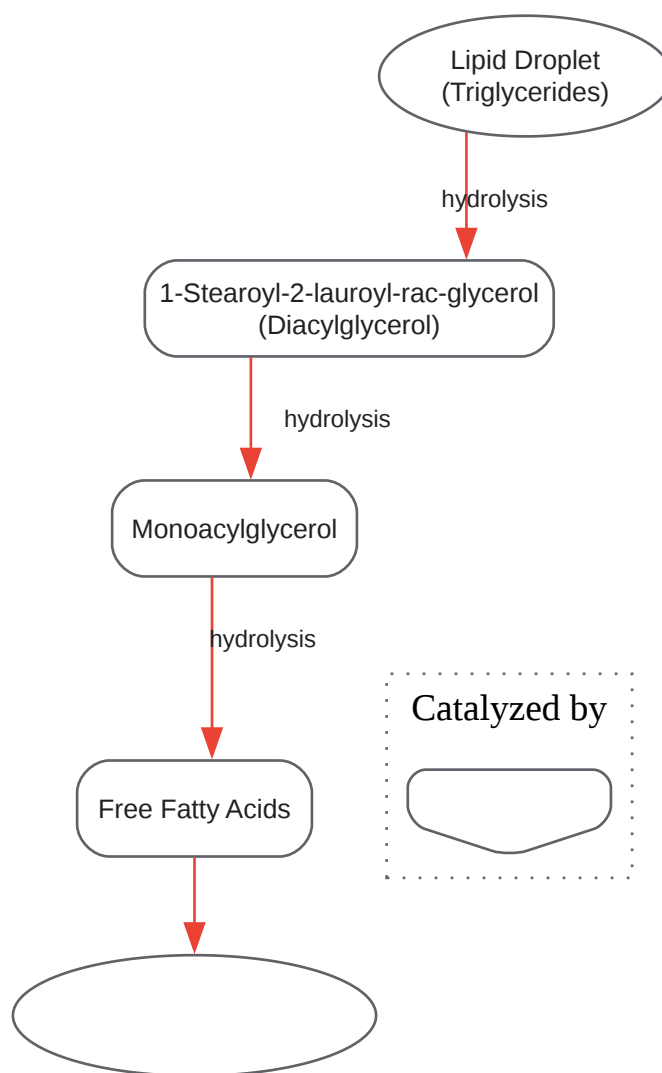 Lipid Droplet
(Triglycerides)
hydrolysis
1-Stearoyl-2-lauroyl-rac-glycerol
(Diacylglycerol)
hydrolysis
Monoacylglycerol
hydrolysis
Catalyzed by
Free Fatty Acids